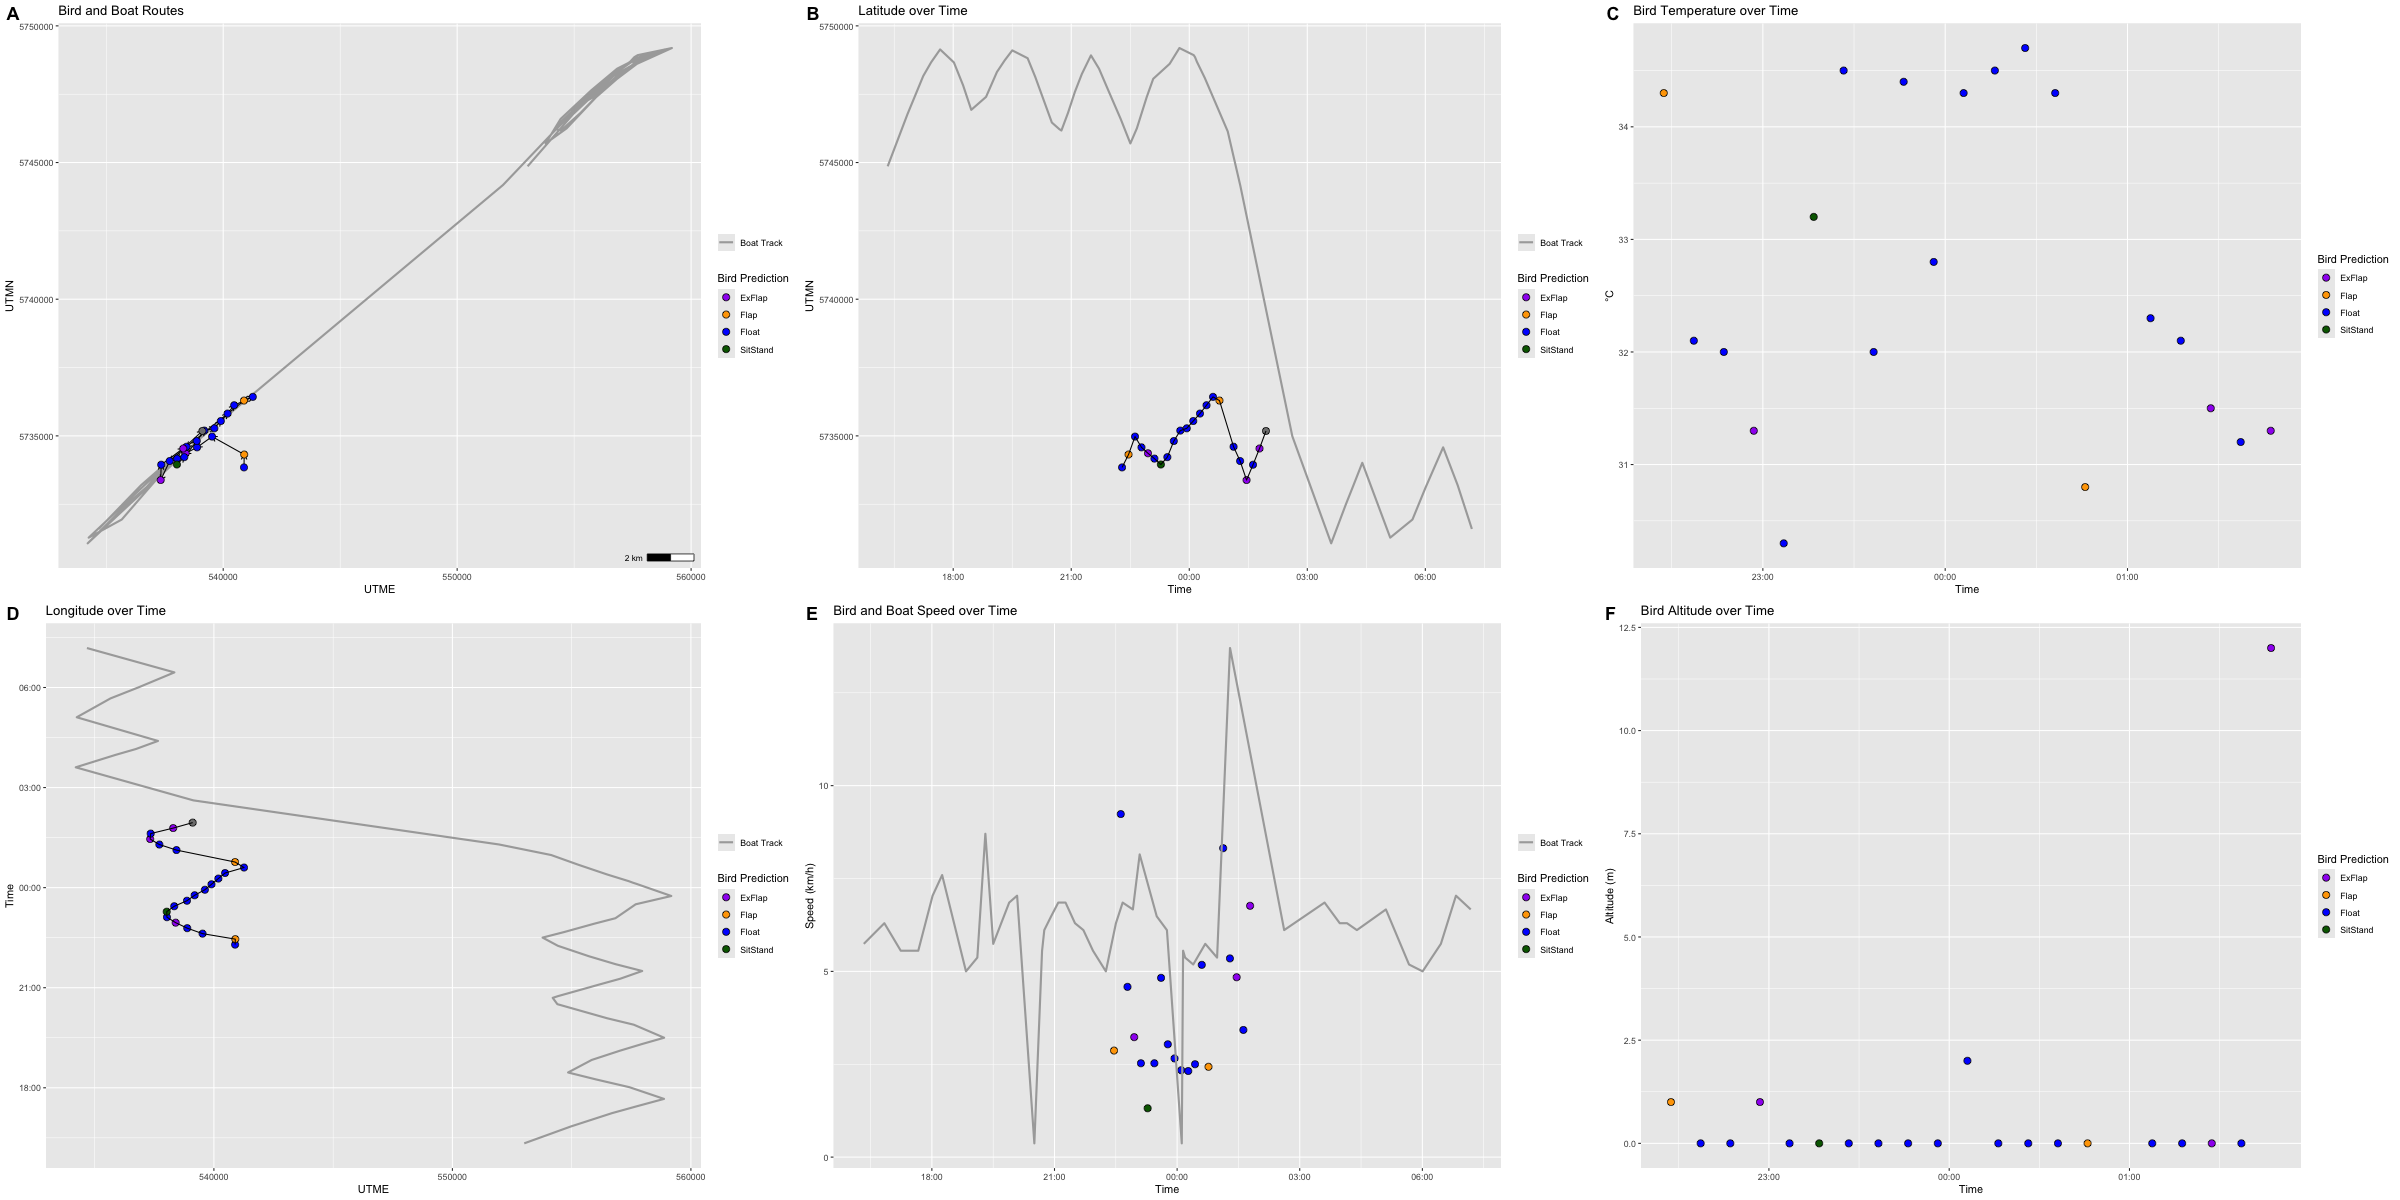 A Bird and Boat Routes
5750000
5745000
5740000
5735000
UTMN
540000
550000
560000
UTME
2 km
Boat Track
Bird Prediction
ExFlap
Flap
Float
SitStand
B Latitude over Time
5750000
5745000
5740000
5735000
UTMN
18:00
21:00
00:00
03:00
06:00
Time
Boat Track
Bird Prediction
ExFlap
Flap
Float
SitStand
C Bird Temperature over Time
34
33
32
31
°C
23:00
00:00
01:00
Time
Bird Prediction
ExFlap
Flap
Float
SitStand
D Longitude over Time
06:00
03:00
00:00
21:00
18:00
Time
540000
550000
560000
UTME
Boat Track
Bird Prediction
ExFlap
Flap
Float
SitStand
E Bird and Boat Speed over Time
10
5
0
Speed (km/h)
18:00
21:00
00:00
03:00
06:00
Time
Boat Track
Bird Prediction
ExFlap
Flap
Float
SitStand
F Bird Altitude over Time
12.5
10.0
7.5
5.0
2.5
0.0
Altitude (m)
23:00
00:00
01:00
Time
Bird Prediction
ExFlap
Flap
Float
SitStand